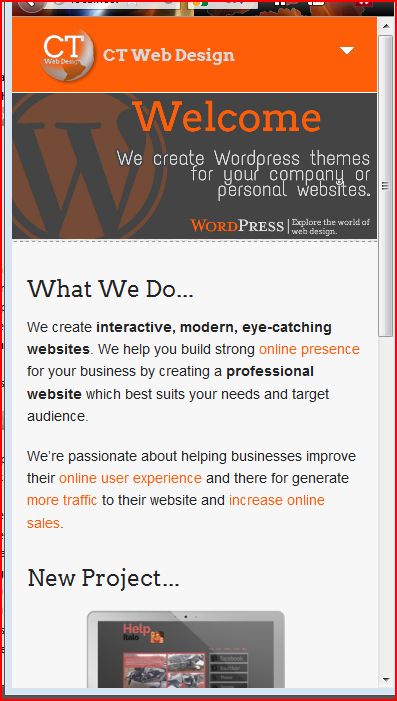 CT
Web Design
CT Web Design
Welcome
We create Wordpress themes
for your company or
personal websites.
WORDPRESS
Explore the world of
web design.
What We Do...
We create interactive, modern, eye-catching
websites. We help you build strong online presence
for your business by creating a professional
website which best suits your needs and target
audience.
We're passionate about helping businesses improve
their online user experience and there for generate
more traffic to their website and increase online
sales.
New Project...
Help
Italo
facebook